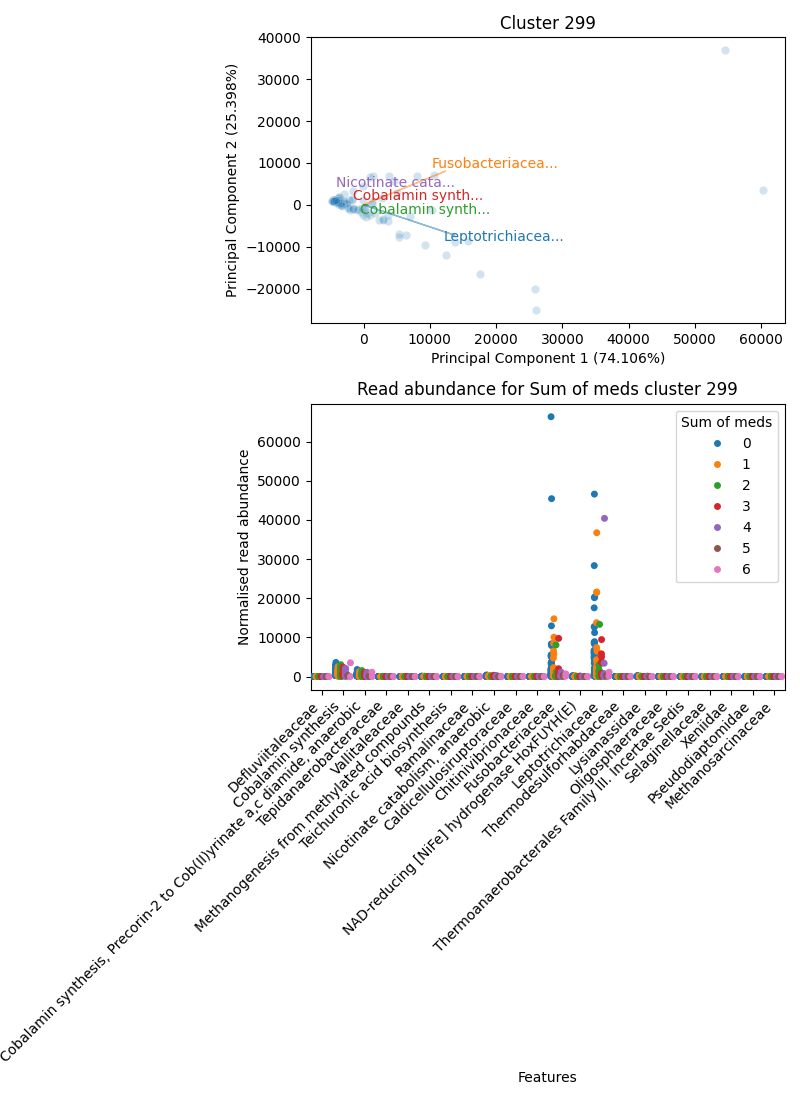 Cluster 299
40000
30000
20000
10000
0
−10000
−20000
Principal Component 2 (25.398%)
Fusobacteriacea...
Nicotinate cata...
Cobalamin synth...
Cobalamin synth...
Leptotrichiacea...
0 10000 20000 30000 40000 50000 60000
Principal Component 1 (74.106%)
Read abundance for Sum of meds cluster 299
60000
50000
40000
30000
20000
10000
0
Normalised read abundance
Sum of meds
0
1
2
3
4
5
6
Defluviitaleaceae
Cobalamin synthesis
Cobalamin synthesis, Precorin-2 to Cob(II)yrinate a,c diamide, anaerobic
Tepidanaerobacteraceae
Vallitaleaceae
Methanogenesis from methylated compounds
Teichuronic acid biosynthesis
Ramalinaceae
Nicotinate catabolism, anaerobic
Caldicellulosiruptoraceae
Chitinivibrionaceae
Fusobacteriaceae
NAD-reducing [NiFe] hydrogenase HoxFUYH(E)
Leptotrichiaceae
Thermodesulforhabdaceae
Lysianassidae
Oligosphaeraceae
Thermoanaerobacterales Family III. Incertae Sedis
Selaginellaceae
Xeniidae
Pseudodiaptomidae
Methanosarcinaceae
Features